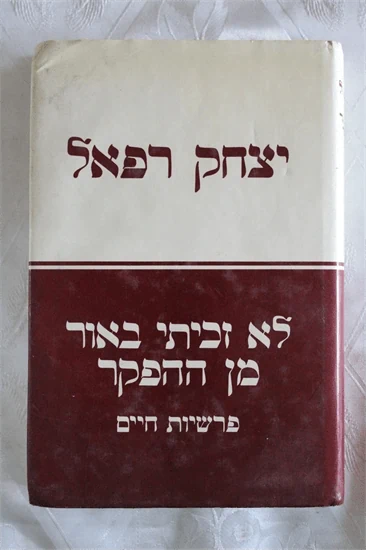 יצחק רפאל
לא זכיתי באור
מן ההפקר
פרשיות חיים